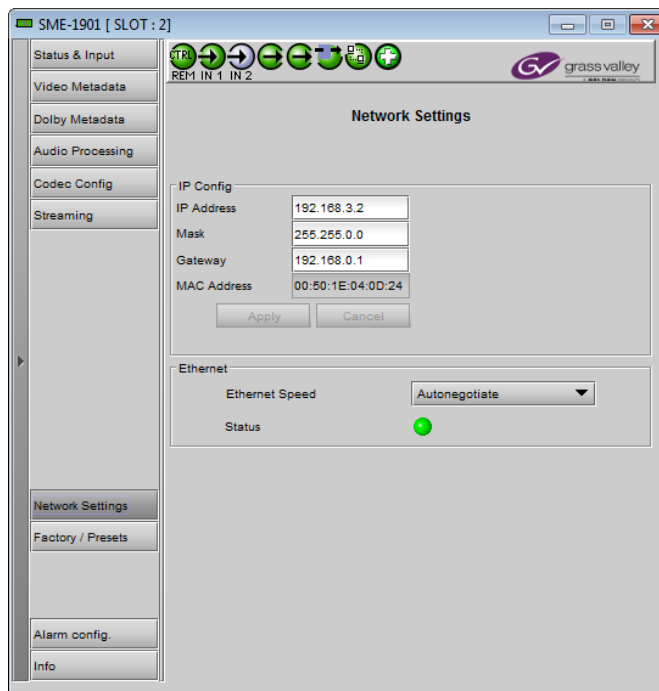 SME-1901 [ SLOT : 2]
Status & Input
Video Metadata
Dolby Metadata
Audio Processing
Codec Config
Streaming
Network Settings
Factory / Presets
Alarm config.
Info
CTRL
REM IN 1 IN 2
GV grassvalley
Network Settings
IP Config
IP Address 192.168.3.2
Mask 255.255.0.0
Gateway 192.168.0.1
MAC Address 00:50:1E:04:0D:24
Apply Cancel
Ethernet
Ethernet Speed Autonegotiate
Status